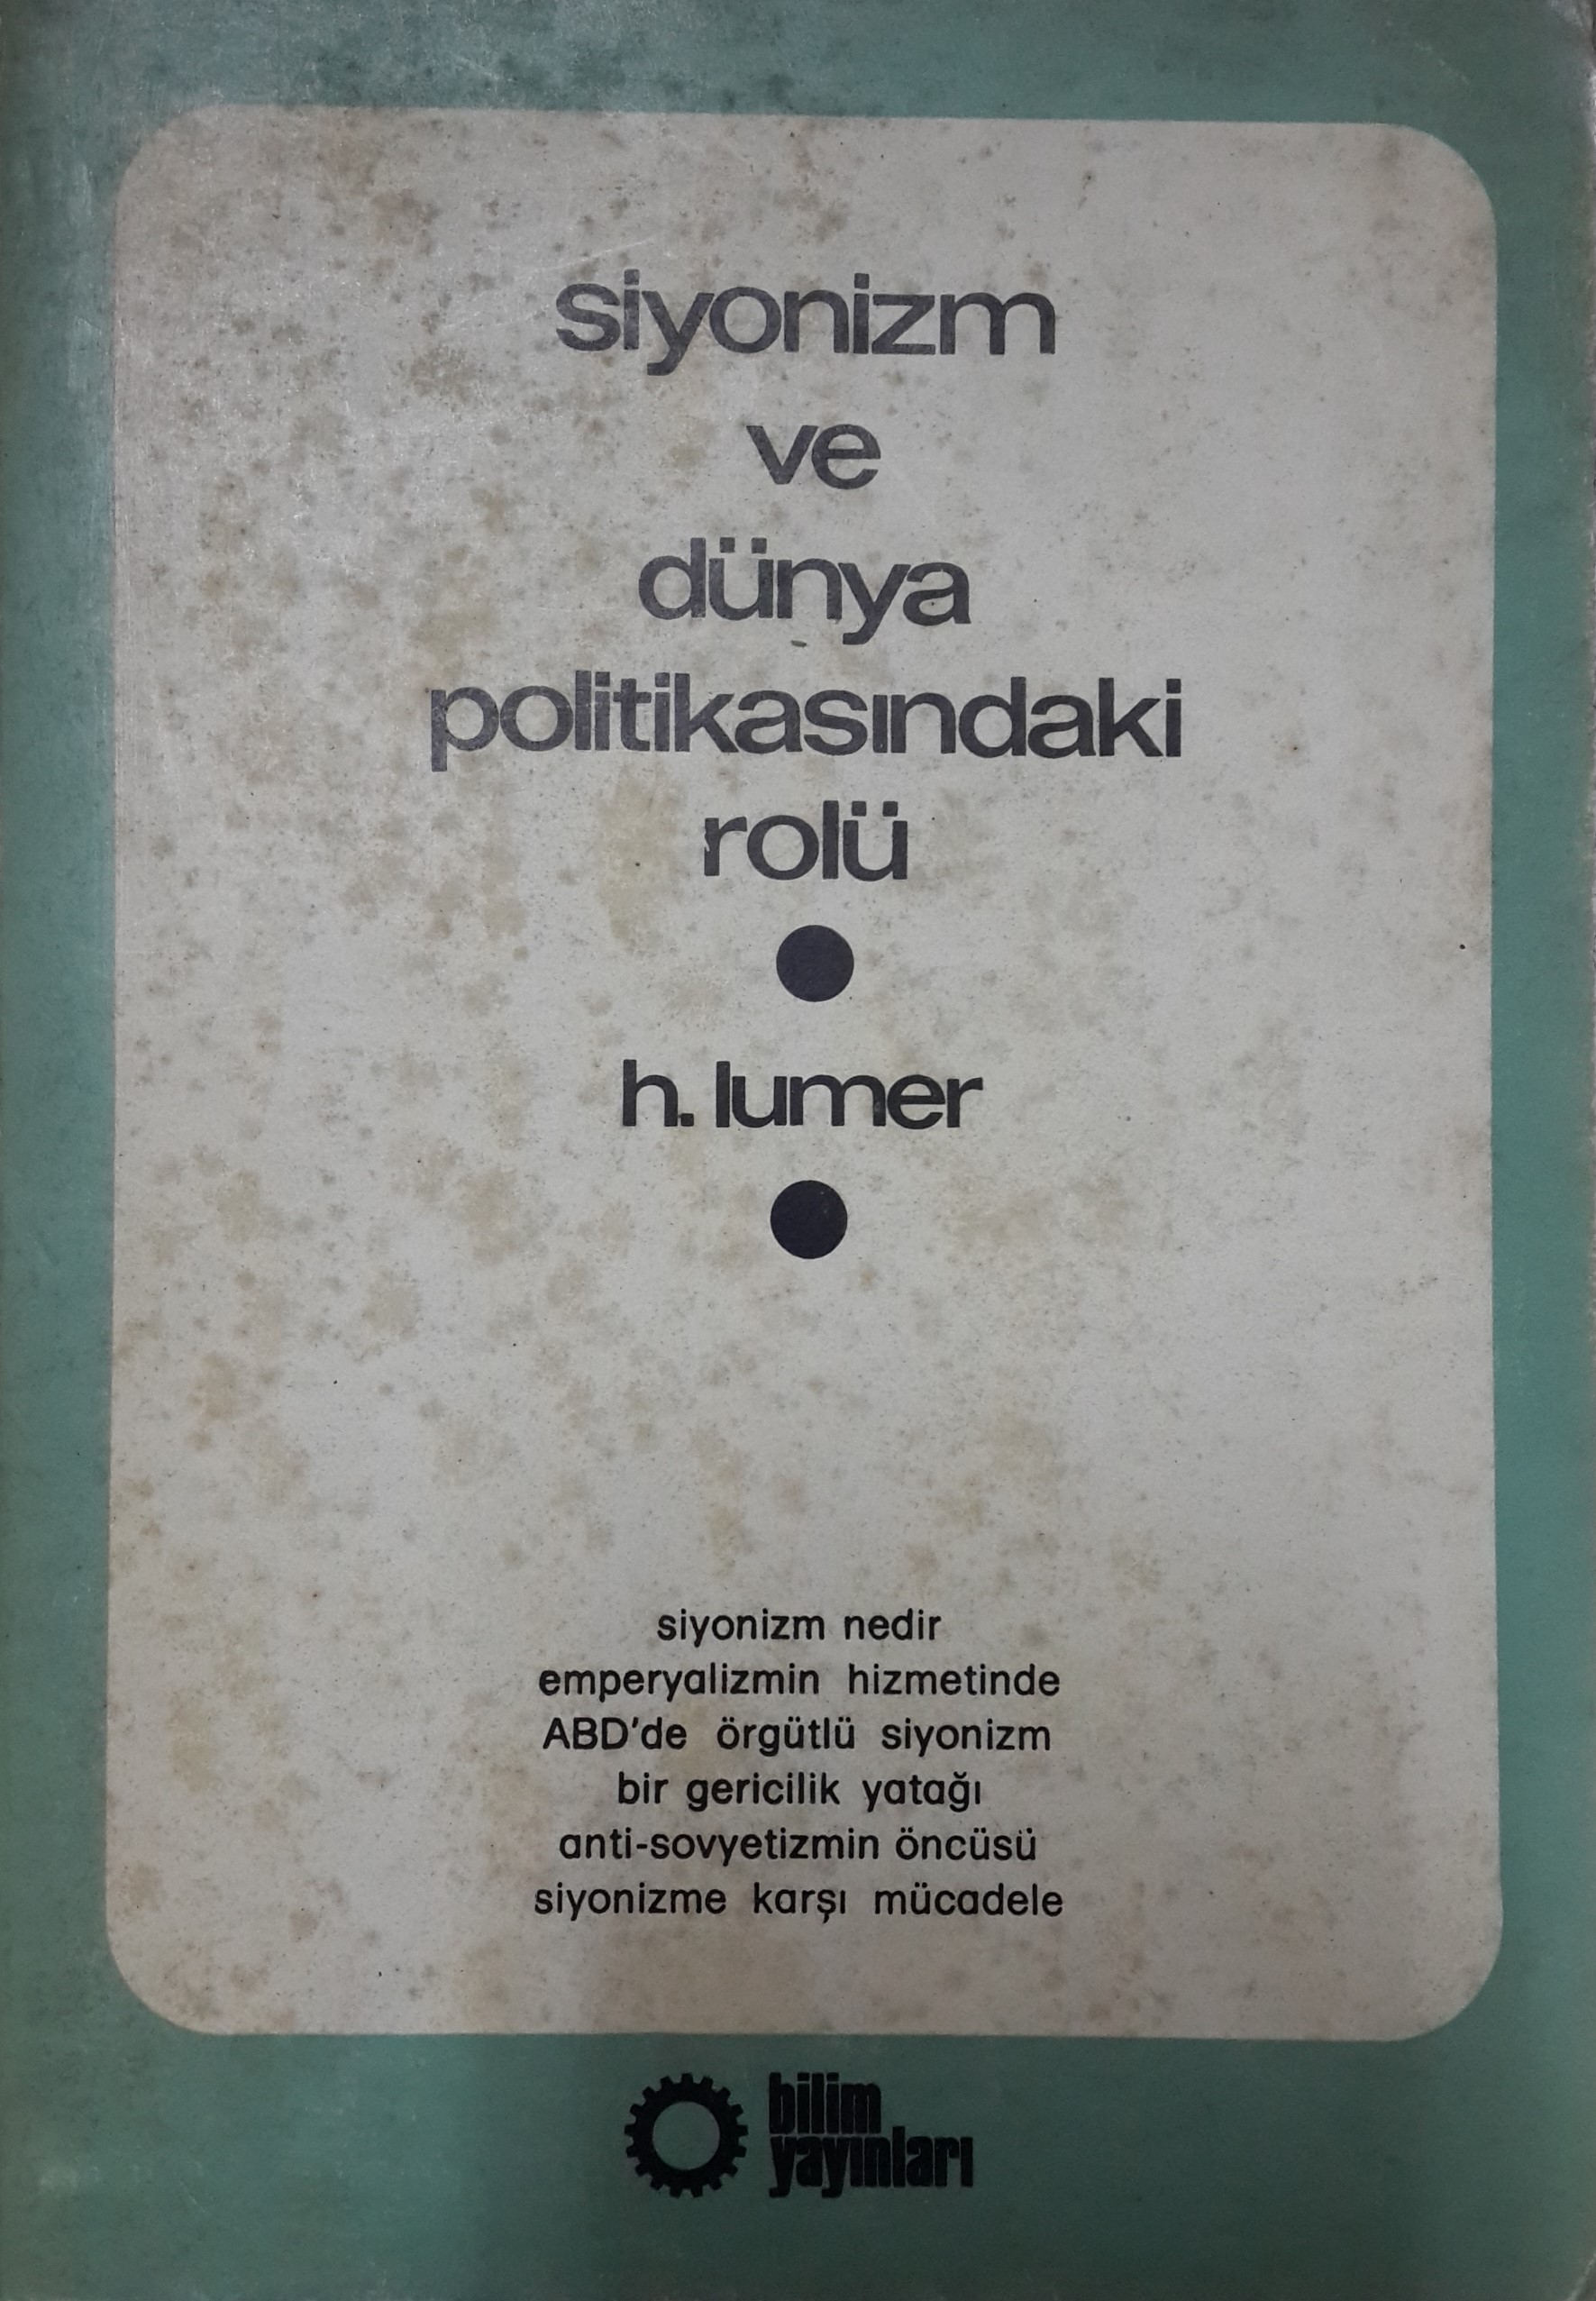 siyonizm
ve
dünya
politikasındaki
rolü
h. lumer
siyonizm nedir
emperyalizmin hizmetinde
ABD'de örgütlü siyonizm
bir gericilik yatağı
anti-sovyetizmin öncüsü
siyonizme karşı mücadele
bilim
yayınları